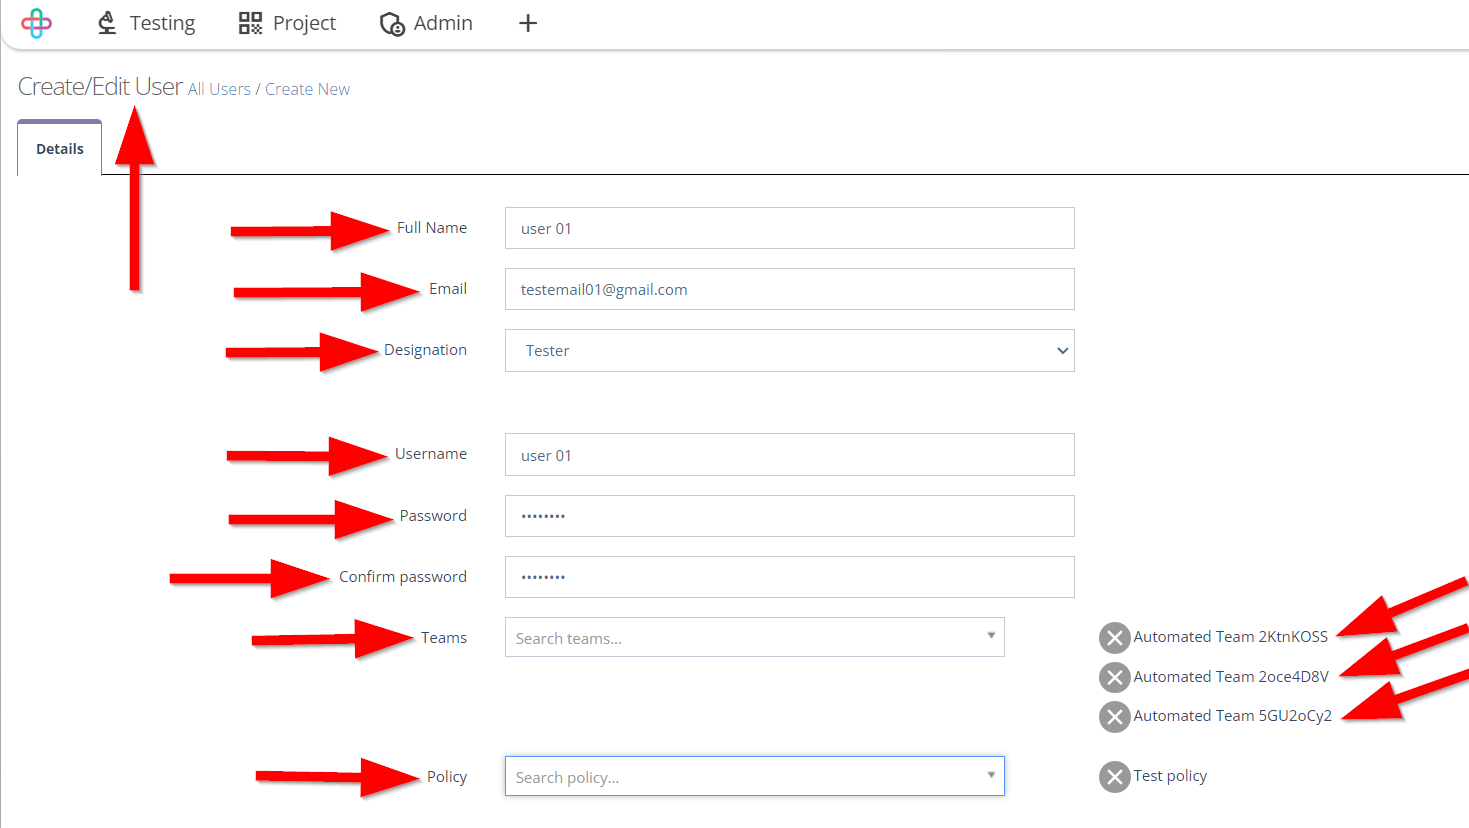 Testing Project Admin +
Create/Edit User All Users / Create New
Details
Full Name user 01
Email testemail01@gmail.com
Designation Tester
Username user 01
Password ••••••••
Confirm password ••••••••
Teams Search teams... Automated Team 2KtnKOSS
Automated Team 2oce4D8V
Automated Team 5GU2oCy2
Policy Search policy... Test policy